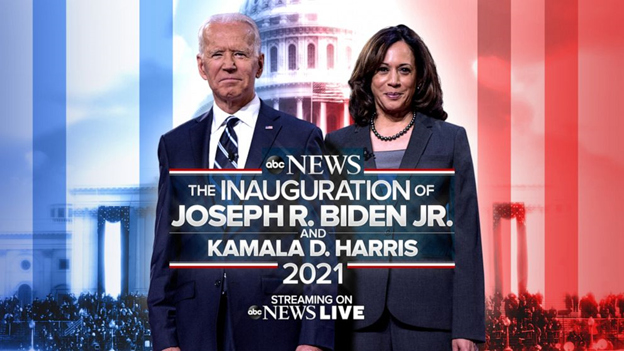 abc NEWS
THE INAUGURATION OF
JOSEPH R. BIDEN JR.
AND
KAMALA D. HARRIS
2021
STREAMING ON
abc NEWS LIVE